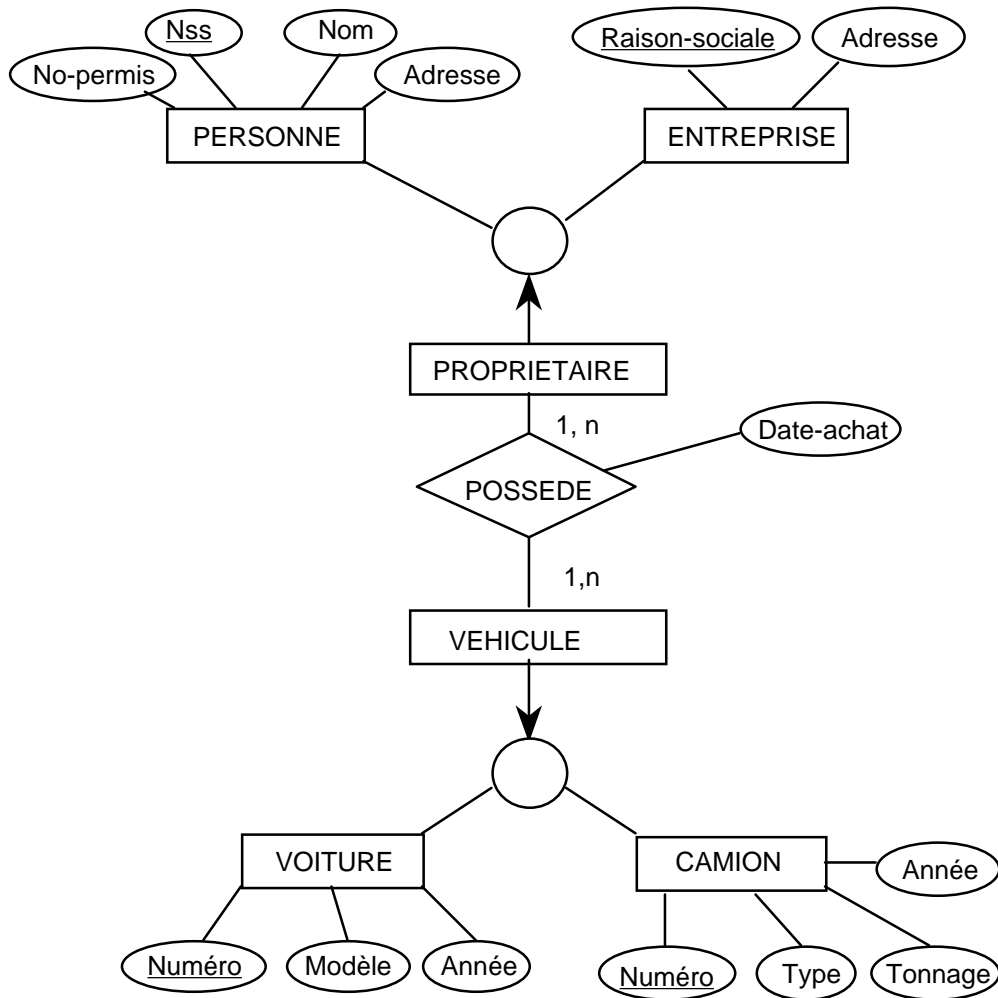 Nss
Nom
Raison-sociale
Adresse
No-permis
Adresse
PERSONNE
ENTREPRISE
PROPRIETAIRE
1, n
Date-achat
POSSEDE
1,n
VEHICULE
VOITURE
CAMION
Année
Numéro
Modèle
Année
Numéro
Type
Tonnage